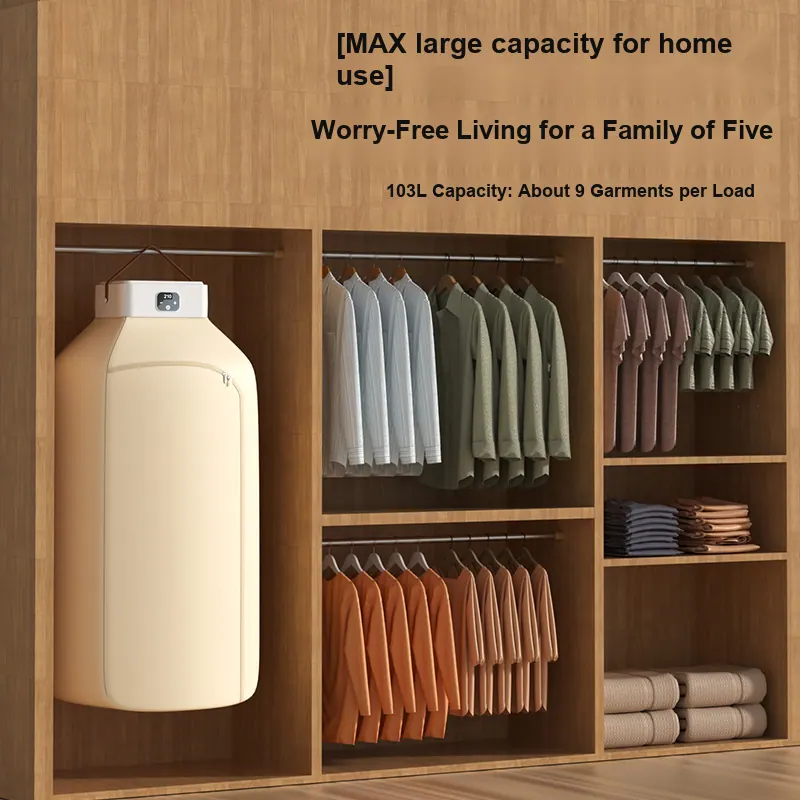 [MAX large capacity for home
use]
Worry-Free Living for a Family of Five
103L Capacity: About 9 Garments per Load